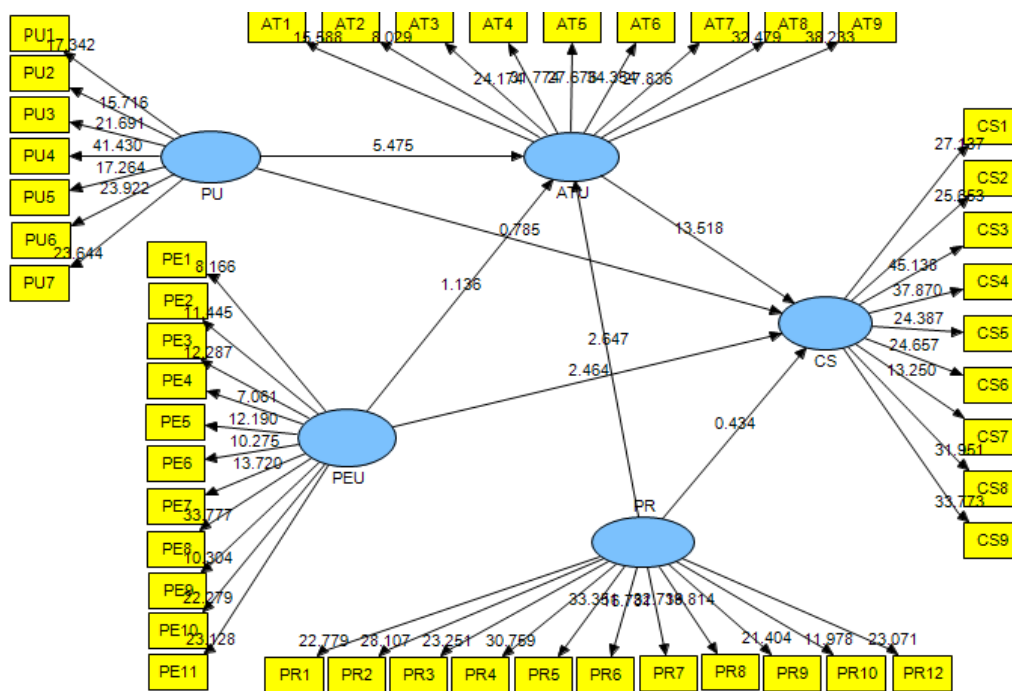 AT1 AT2 AT3 AT4 AT5 AT6 AT7 AT8 AT9
15.588 8.029 24.174 27.676 27.836 32.479 38.233
PU1
17.342
PU2
15.716
PU3
21.691
PU4
41.430
PU5
17.264
PU6
23.922
PU7
23.644
PU
5.475
ATU
0.785
13.518
1.136
2.647
2.464
0.434
CS1
27.137
CS2
CS3
45.138
CS4
37.870
CS5
24.387
CS6
24.657
CS7
13.250
CS8
31.951
CS9
33.773
CS
PE1
8.166
PE2
11.445
PE3
12.287
PE4
7.061
PE5
12.190
PE6
10.275
PE7
13.720
PE8
33.777
PE9
10.304
PE10
22.279
PE11
23.128
PEU
PR
22.779 28.107 23.251 30.759 21.404 11.978 23.071
PR1 PR2 PR3 PR4 PR5 PR6 PR7 PR8 PR9 PR10 PR12